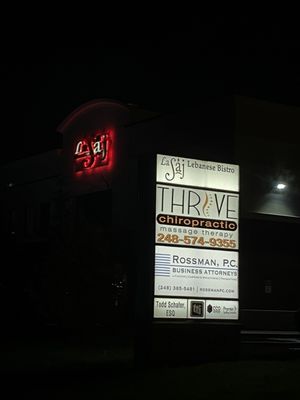 La Saj
La Saj Lebanese Bistro
THRIVE
chiropractic
massage therapy
248-574-9355
ROSSMAN, P.C.
BUSINESS ATTORNEYS
(248) 385-5481 | ROSSMANPC.COM
Todd Schafer,
ESQ